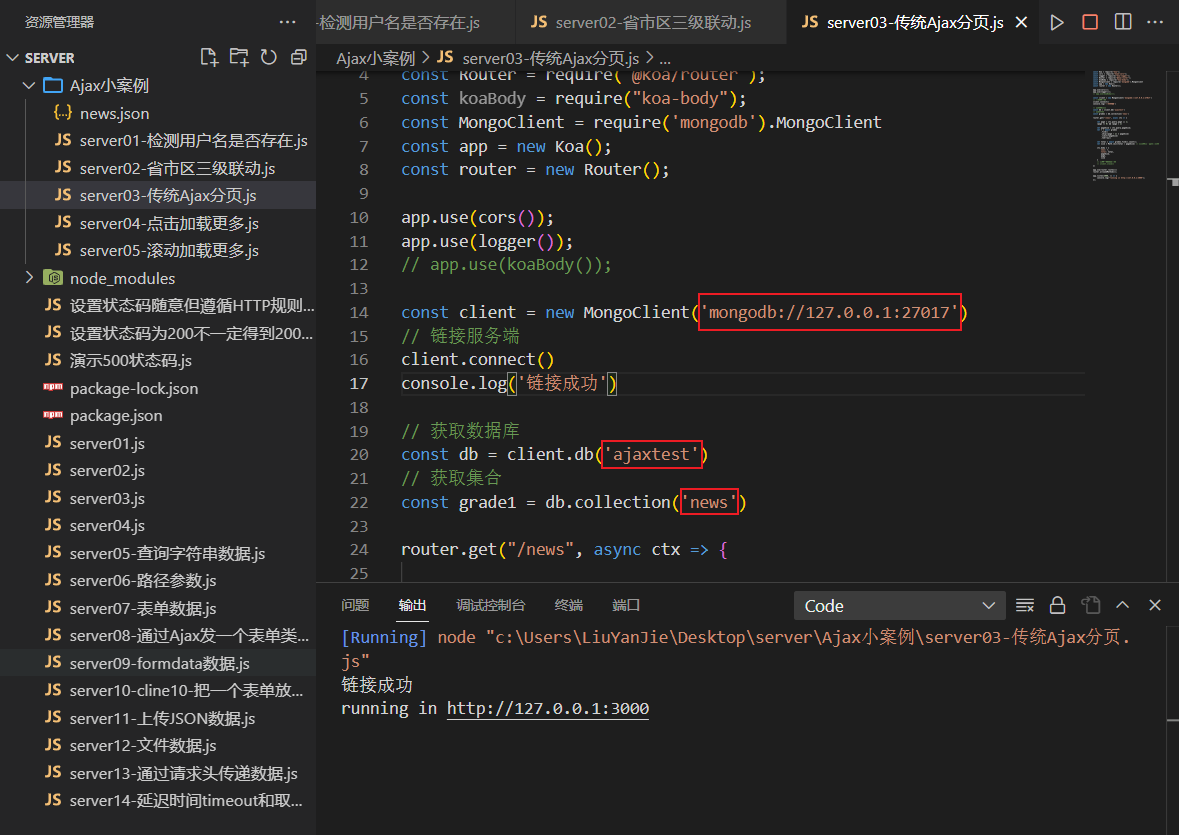 资源管理器
SERVER
Ajax小案例
news.json
JS server01-检测用户名是否存在.js
JS server02-省市区三级联动.js
JS server03-传统Ajax分页.js
JS server04-点击加载更多.js
JS server05-滚动加载更多.js
node_modules
JS 设置状态码随意但遵循HTTP规则...
JS 设置状态码为200不一定得到200...
JS 演示500状态码.js
npm package-lock.json
npm package.json
JS server01.js
JS server02.js
JS server03.js
JS server04.js
JS server05-查询字符串数据.js
JS server06-路径参数.js
JS server07-表单数据.js
JS server08-通过Ajax发一个表单类...
JS server09-formdata数据.js
JS server10-cline10-把一个表单放...
JS server11-上传JSON数据.js
JS server12-文件数据.js
JS server13-通过请求头传递数据.js
JS server14-延迟时间timeout和取...
-检测用户名是否存在.js
JS server02-省市区三级联动.js
JS server03-传统Ajax分页.js
Ajax小案例 > JS server03-传统Ajax分页.js > ...
4 const Router = require('@koa/router');
5 const koaBody = require("koa-body");
6 const MongoClient = require('mongodb').MongoClient
7 const app = new Koa();
8 const router = new Router();
9
10 app.use(cors());
11 app.use(logger());
12 // app.use(koaBody());
13
14 const client = new MongoClient('mongodb://127.0.0.1:27017')
15 // 链接服务端
16 client.connect()
17 console.log('链接成功')
18
19 // 获取数据库
20 const db = client.db('ajaxtest')
21 // 获取集合
22 const grade1 = db.collection('news')
23
24 router.get("/news", async ctx => {
25
问题 输出 调试控制台 终端 端口
Code
[Running] node "c:\Users\LiuYanJie\Desktop\server\Ajax小案例\server03-传统Ajax分页.
js"
链接成功
running in http://127.0.0.1:3000